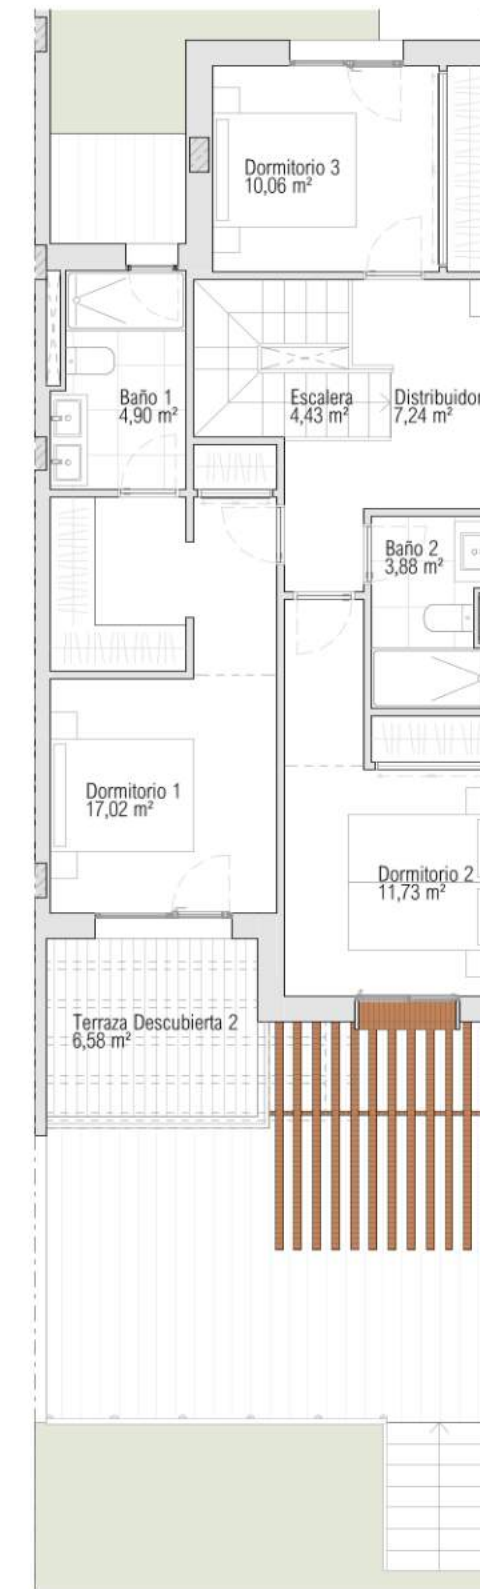 Dormitorio 3
10,06 m²
Baño 1
4,90 m²
Escalera
4,43 m²
Distribuidor
7,24 m²
Baño 2
3,88 m²
Dormitorio 1
17,02 m²
Dormitorio 2
11,73 m²
Terraza Descubierta 2
6,58 m²